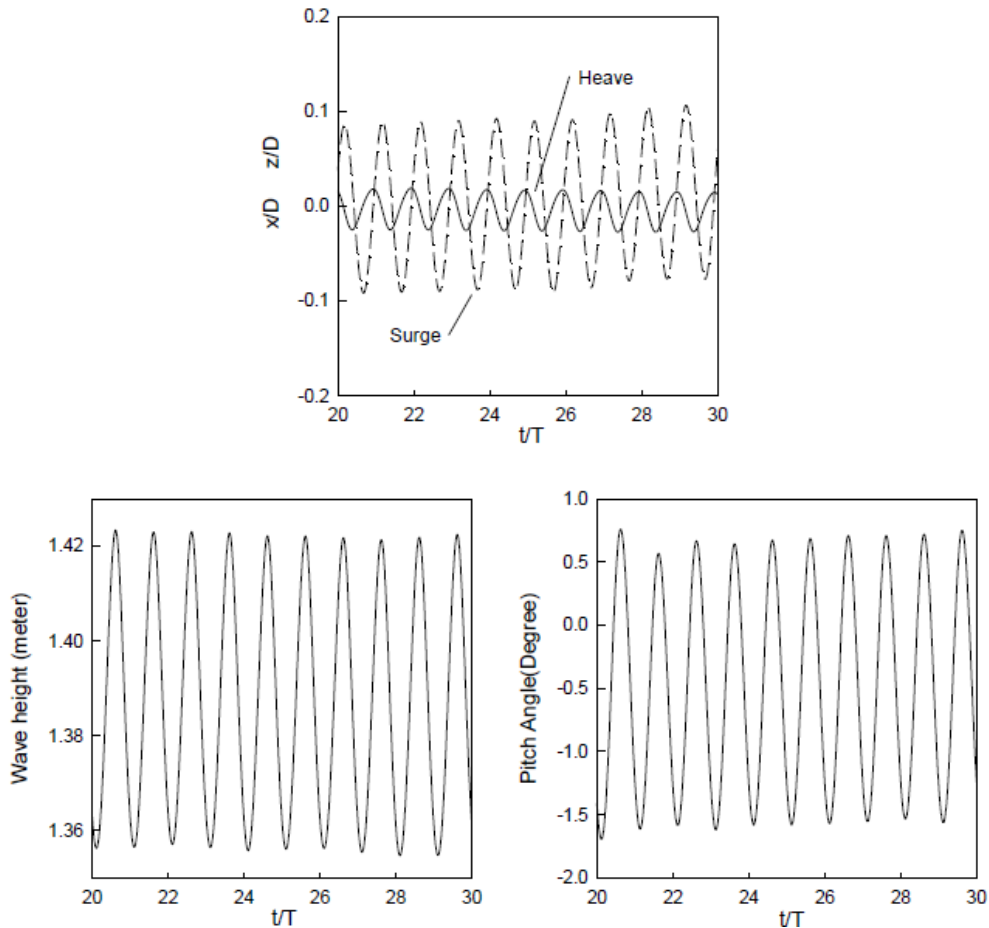 0.2
0.1
0.0
-0.1
-0.2
x/D z/D
Heave
Surge
20 22 24 26 28 30
t/T
1.42
1.40
1.38
1.36
Wave height (meter)
20 22 24 26 28 30
t/T
1.0
0.5
0.0
-0.5
-1.0
-1.5
-2.0
Pitch Angle(Degree)
20 22 24 26 28 30
t/T